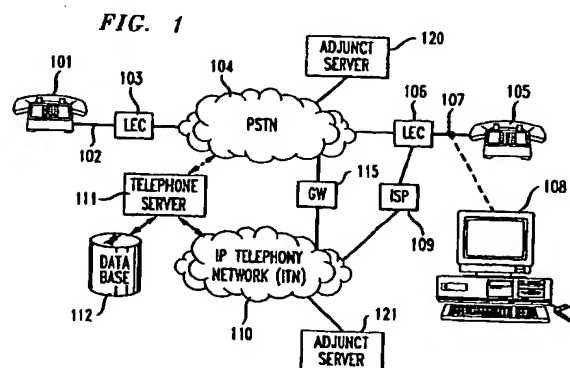 FIG. 1
101
103
104
ADJUNCT
SERVER
120
106
107
105
LEC
PSTN
LEC
102
TELEPHONE
SERVER
111
GW
115
ISP
109
108
DATA
BASE
112
IP TELEPHONY
NETWORK (ITN)
110
121
ADJUNCT
SERVER